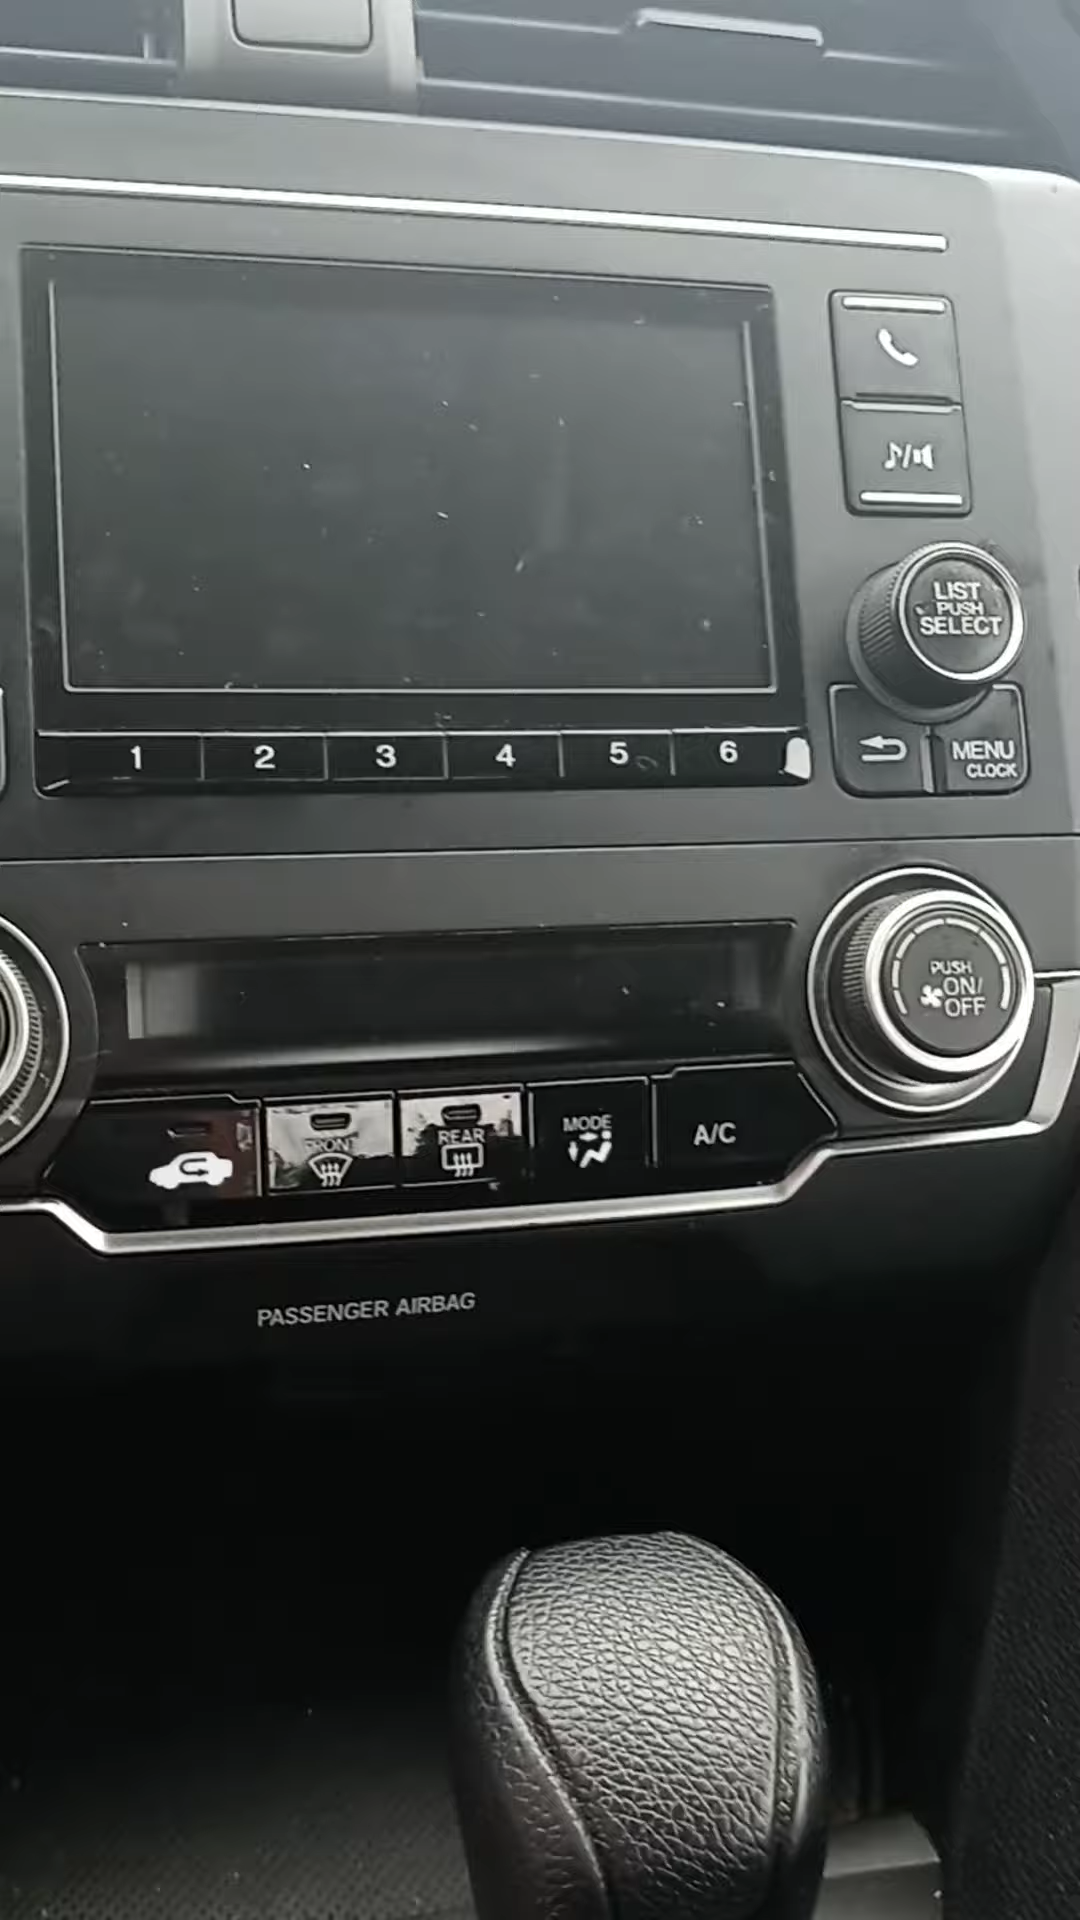 LIST
PUSH
SELECT
1 2 3 4 5 6
MENU
CLOCK
PUSH
ON/
OFF
FRONT
REAR
MODE
A/C
PASSENGER AIRBAG